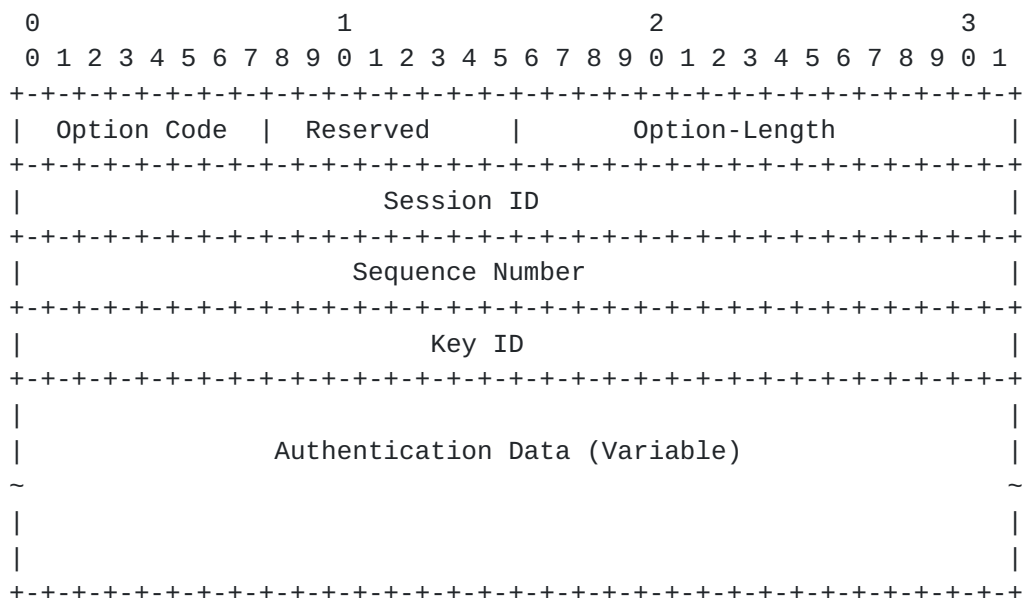 0                   1                   2                   3
 0 1 2 3 4 5 6 7 8 9 0 1 2 3 4 5 6 7 8 9 0 1 2 3 4 5 6 7 8 9 0 1
+-+-+-+-+-+-+-+-+-+-+-+-+-+-+-+-+-+-+-+-+-+-+-+-+-+-+-+-+-+-+-+-+
|  Option Code  |  Reserved     |       Option-Length           |
+-+-+-+-+-+-+-+-+-+-+-+-+-+-+-+-+-+-+-+-+-+-+-+-+-+-+-+-+-+-+-+-+
|                       Session ID                              |
+-+-+-+-+-+-+-+-+-+-+-+-+-+-+-+-+-+-+-+-+-+-+-+-+-+-+-+-+-+-+-+-+
|                     Sequence Number                           |
+-+-+-+-+-+-+-+-+-+-+-+-+-+-+-+-+-+-+-+-+-+-+-+-+-+-+-+-+-+-+-+-+
|                          Key ID                               |
+-+-+-+-+-+-+-+-+-+-+-+-+-+-+-+-+-+-+-+-+-+-+-+-+-+-+-+-+-+-+-+-+
|                                                               |
|                Authentication Data (Variable)                 |
~                                                               ~
|                                                               |
|                                                               |
+-+-+-+-+-+-+-+-+-+-+-+-+-+-+-+-+-+-+-+-+-+-+-+-+-+-+-+-+-+-+-+-+